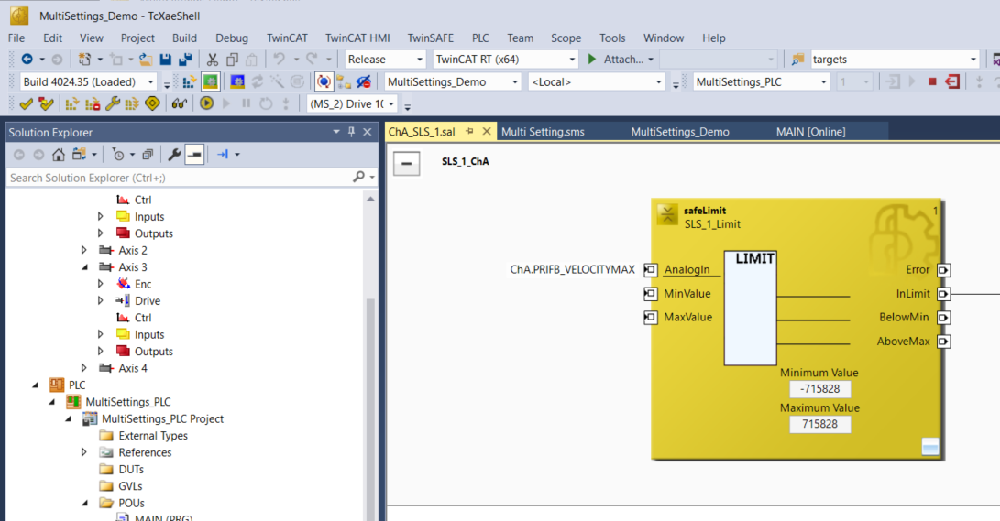 MultiSettings_Demo - TcXaeShell
File Edit View Project Build Debug TwinCAT TwinCAT HMI TwinSAFE PLC Team Scope Tools Window Help
Release TwinCAT RT (x64) Attach... targets
Build 4024.35 (Loaded) MultiSettings_Demo <Local> MultiSettings_PLC 1
(MS_2) Drive 1(
Solution Explorer
Search Solution Explorer (Ctrl+;)
Ctrl
Inputs
Outputs
Axis 2
Axis 3
Enc
Drive
Ctrl
Inputs
Outputs
Axis 4
PLC
MultiSettings_PLC
MultiSettings_PLC Project
External Types
References
DUTs
GVLs
POUs
MAIN (PRG)
ChA_SLS_1.sal Multi Setting.sms MultiSettings_Demo MAIN [Online]
SLS_1_ChA
safeLimit 1
SLS_1_Limit
LIMIT
ChA.PRIFB_VELOCITYMAX AnalogIn Error
MinValue InLimit
MaxValue BelowMin
AboveMax
Minimum Value
-715828
Maximum Value
715828